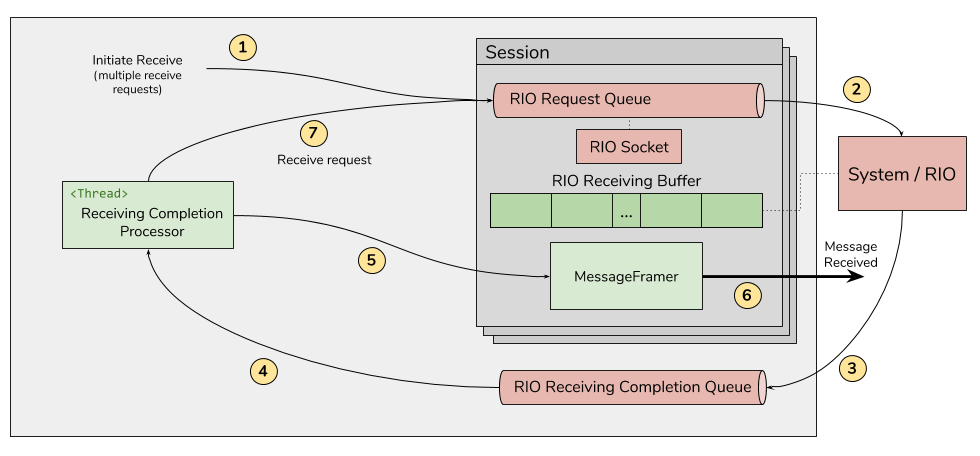 1
Initiate Receive
(multiple receive
requests)
Session
RIO Request Queue
2
7
Receive request
RIO Socket
System / RIO
RIO Receiving Buffer
<Thread>
Receiving Completion
Processor
...
5
MessageFramer
Message
Received
6
4
3
RIO Receiving Completion Queue